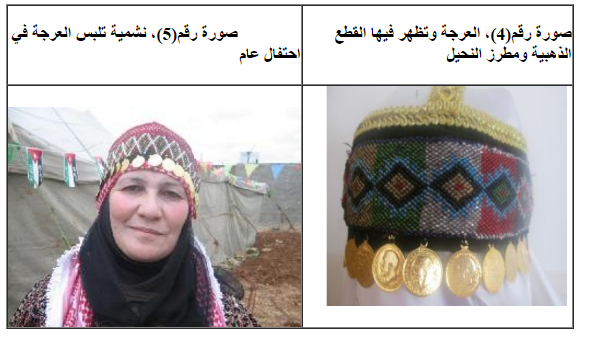 صورة رقم(4)، العرجة وتظهر فيها القطع
الذهبية ومطرز النحيل
صورة رقم(5)، نشمية تلبس العرجة في
احتفال عام